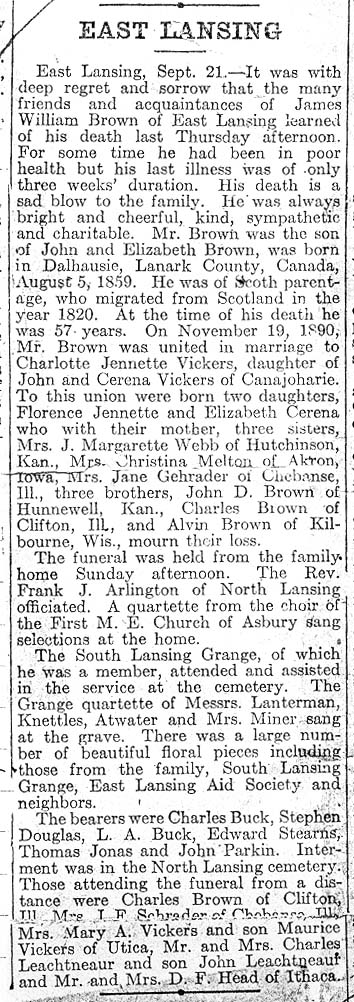 EAST LANSING
East Lansing, Sept. 21.—It was with
deep regret and sorrow that the many
friends and acquaintances of James
William Brown of East Lansing learned
of his death last Thursday afternoon.
For some time he had been in poor
health but his last illness was of only
three weeks' duration. His death is a
sad blow to the family. He was always
bright and cheerful, kind, sympathetic
and charitable. Mr. Brown was the son
of John and Elizabeth Brown, was born
in Dalhausie, Lanark County, Canada,
August 5, 1859. He was of Scoth parent-
age, who migrated from Scotland in the
year 1820. At the time of his death he
was 57 years. On November 19, 1890,
Mr. Brown was united in marriage to
Charlotte Jennette Vickers, daughter of
John and Cerena Vickers of Canajoharie.
To this union were born two daughters,
Florence Jennette and Elizabeth Cerena
who with their mother, three sisters,
Mrs. J. Margarette Webb of Hutchinson,
Kan., Mrs. Christina Melton of Akron,
Iowa, Mrs. Jane Gehrader of Chebanse,
Ill., three brothers, John D. Brown of
Hunnewell, Kan., Charles Brown of
Clifton, Ill., and Alvin Brown of Kil-
bourne, Wis., mourn their loss.
The funeral was held from the family
home Sunday afternoon. The Rev.
Frank J. Arlington of North Lansing
officiated. A quartette from the choir of
the First M. E. Church of Asbury sang
selections at the home.
The South Lansing Grange, of which
he was a member, attended and assisted
in the service at the cemetery. The
Grange quartette of Messrs. Lanterman,
Knettles, Atwater and Mrs. Miner sang
at the grave. There was a large num-
ber of beautiful floral pieces including
those from the family, South Lansing
Grange, East Lansing Aid Society and
neighbors.
The bearers were Charles Buck, Stephen
Douglas, L. A. Buck, Edward Stearns,
Thomas Jonas and John Parkin. Inter-
ment was in the North Lansing cemetery.
Those attending the funeral from a dis-
tance were Charles Brown of Clifton,
Ill., Mrs. J. F. Schrader of Chebanse, Ill.,
Mrs. Mary A. Vickers and son Maurice
Vickers of Utica, Mr. and Mrs. Charles
Leachtneaur and son John Leachtneauf
and Mr. and Mrs. D. F. Head of Ithaca.